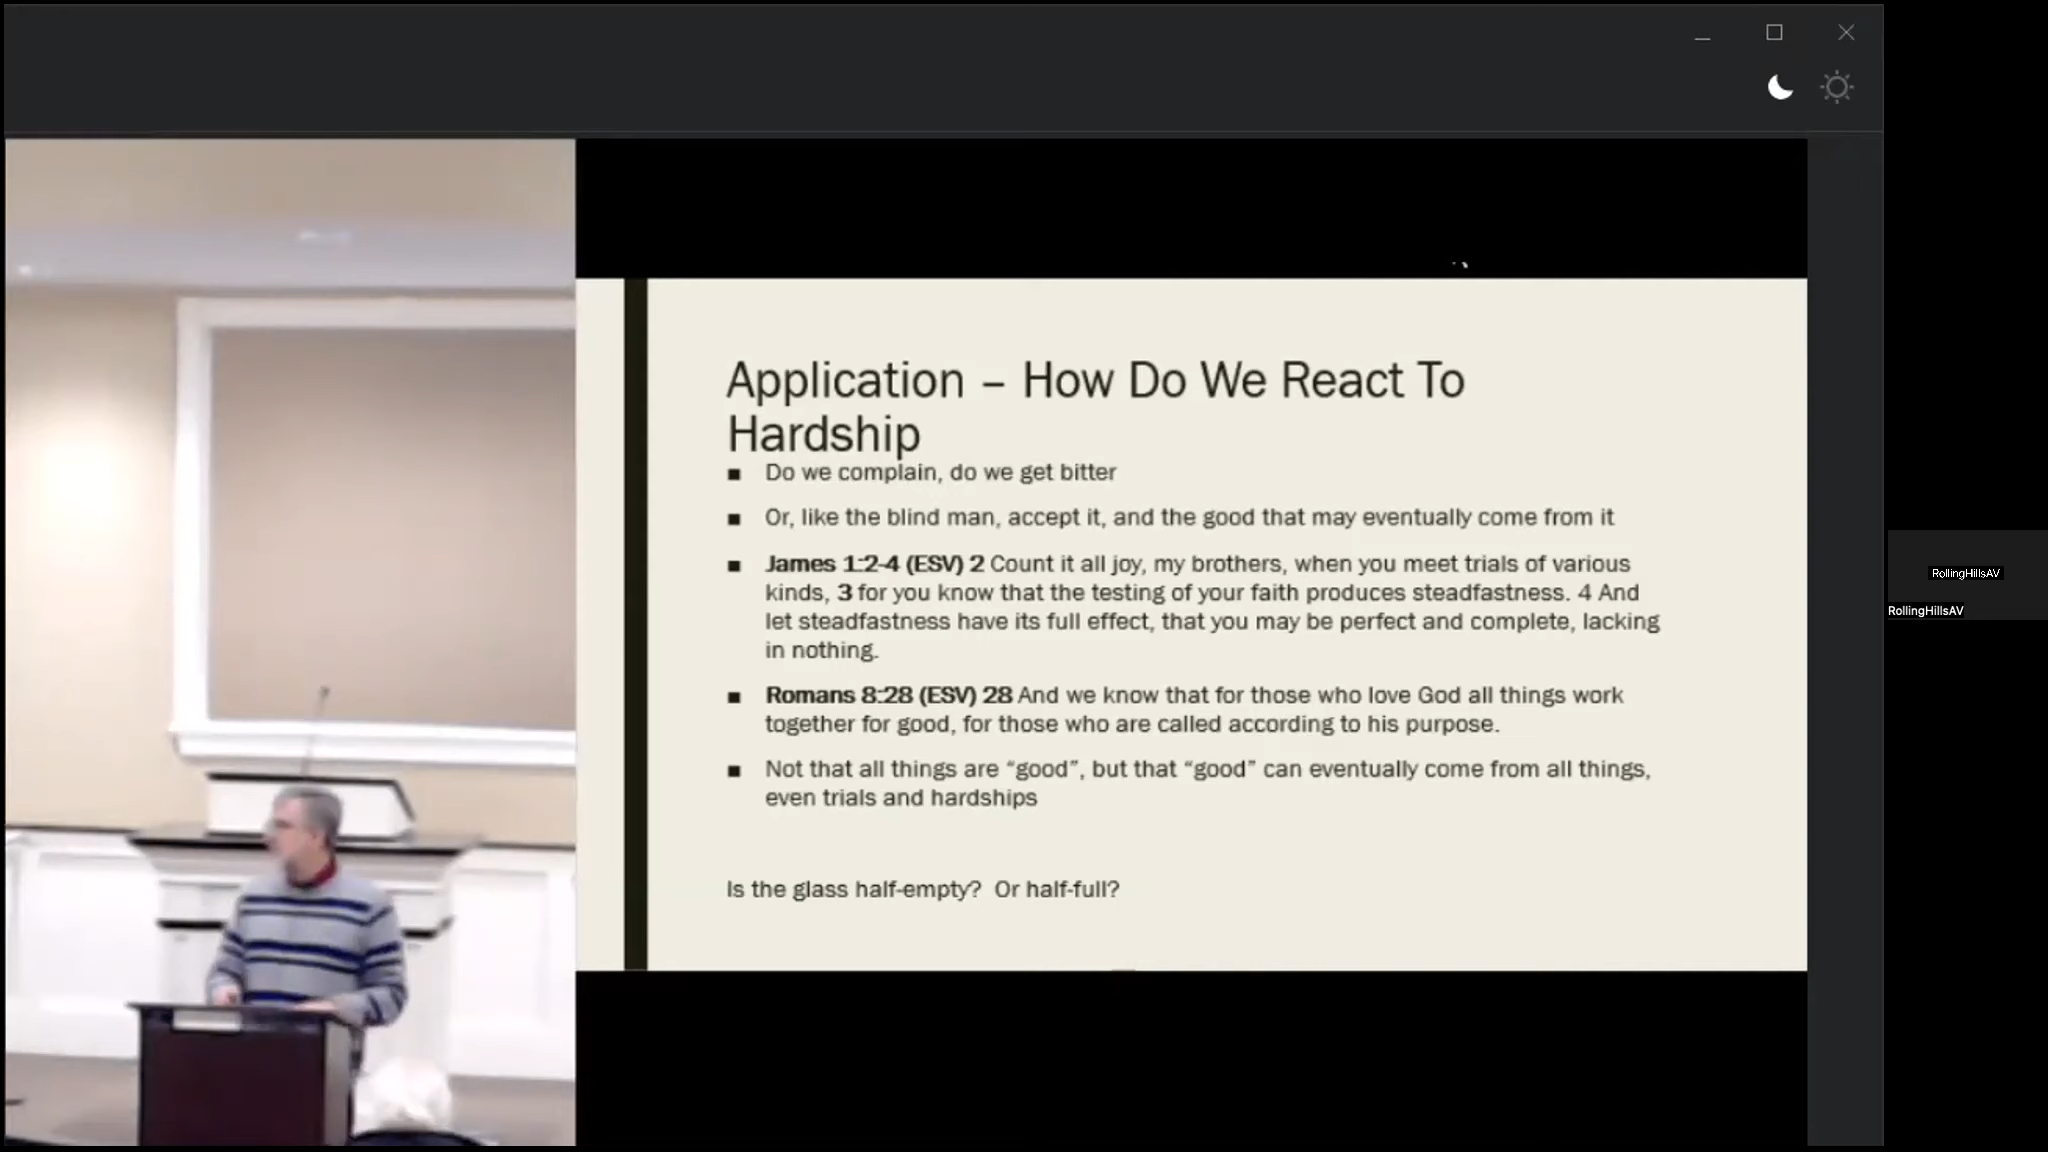 Application – How Do We React To
Hardship
■ Do we complain, do we get bitter
■ Or, like the blind man, accept it, and the good that may eventually come from it
■ James 1:2-4 (ESV) 2 Count it all joy, my brothers, when you meet trials of various
kinds, 3 for you know that the testing of your faith produces steadfastness. 4 And
let steadfastness have its full effect, that you may be perfect and complete, lacking
in nothing.
■ Romans 8:28 (ESV) 28 And we know that for those who love God all things work
together for good, for those who are called according to his purpose.
■ Not that all things are “good”, but that “good” can eventually come from all things,
even trials and hardships
Is the glass half-empty?  Or half-full?
RollingHillsAV
RollingHillsAV